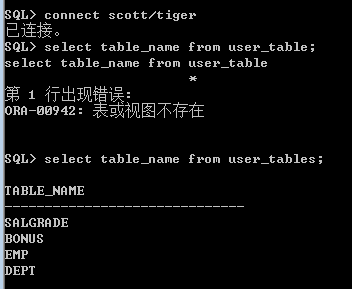 SQL> connect scott/tiger
已连接。
SQL> select table_name from user_table;
select table_name from user_table
*
第 1 行出现错误:
ORA-00942: 表或视图不存在
SQL> select table_name from user_tables;
TABLE_NAME
------------------------------
SALGRADE
BONUS
EMP
DEPT